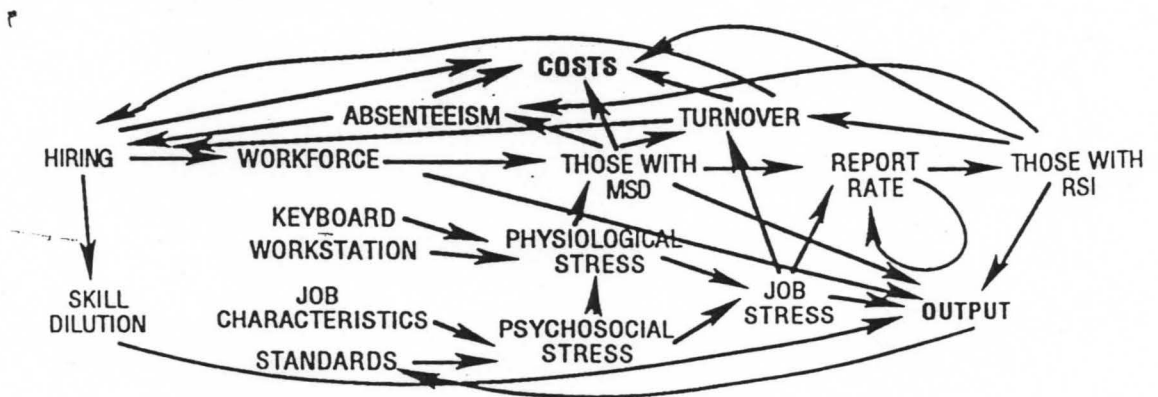 COSTS
ABSENTEEISM
TURNOVER
HIRING
WORKFORCE
THOSE WITH
MSD
REPORT
RATE
THOSE WITH
RSI
KEYBOARD
WORKSTATION
PHYSIOLOGICAL
STRESS
SKILL
DILUTION
JOB
CHARACTERISTICS
STANDARDS
PSYCHOSOCIAL
STRESS
JOB
STRESS
OUTPUT